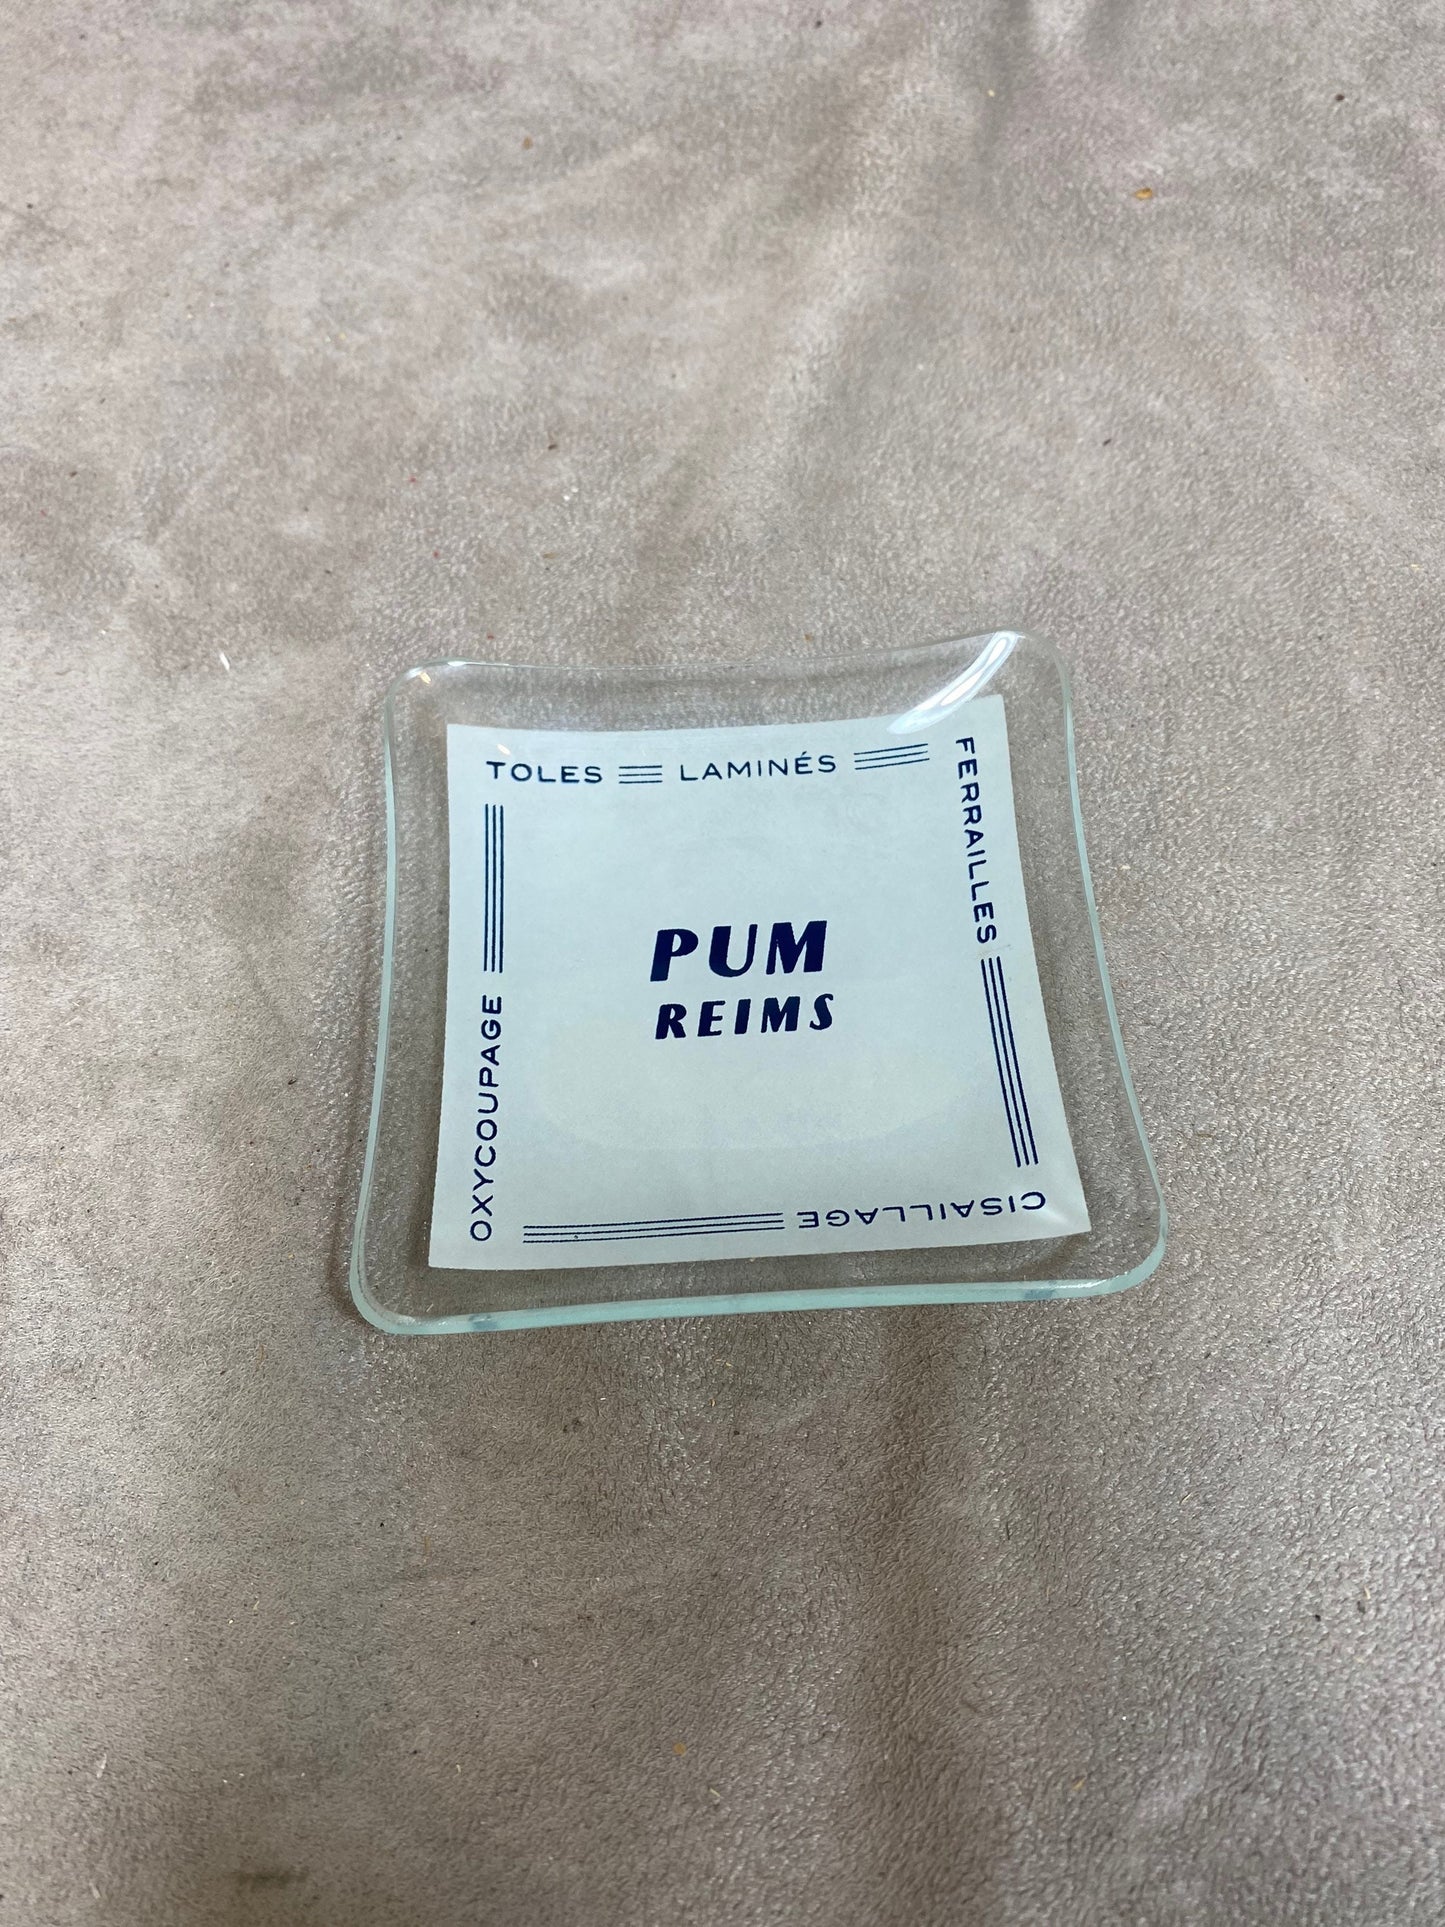 TOLES LAMINÉS
FERRAILLES
CISAILLAGE
OXYCOUPAGE
PUM
REIMS